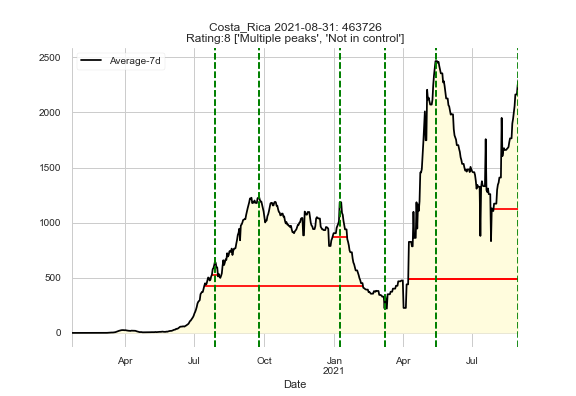 Costa_Rica 2021-08-31: 463726
Rating:8 ['Multiple peaks', 'Not in control']
Average-7d
2500
2000
1500
1000
500
0
Apr
Jul
Oct
Jan
2021
Apr
Jul
Date